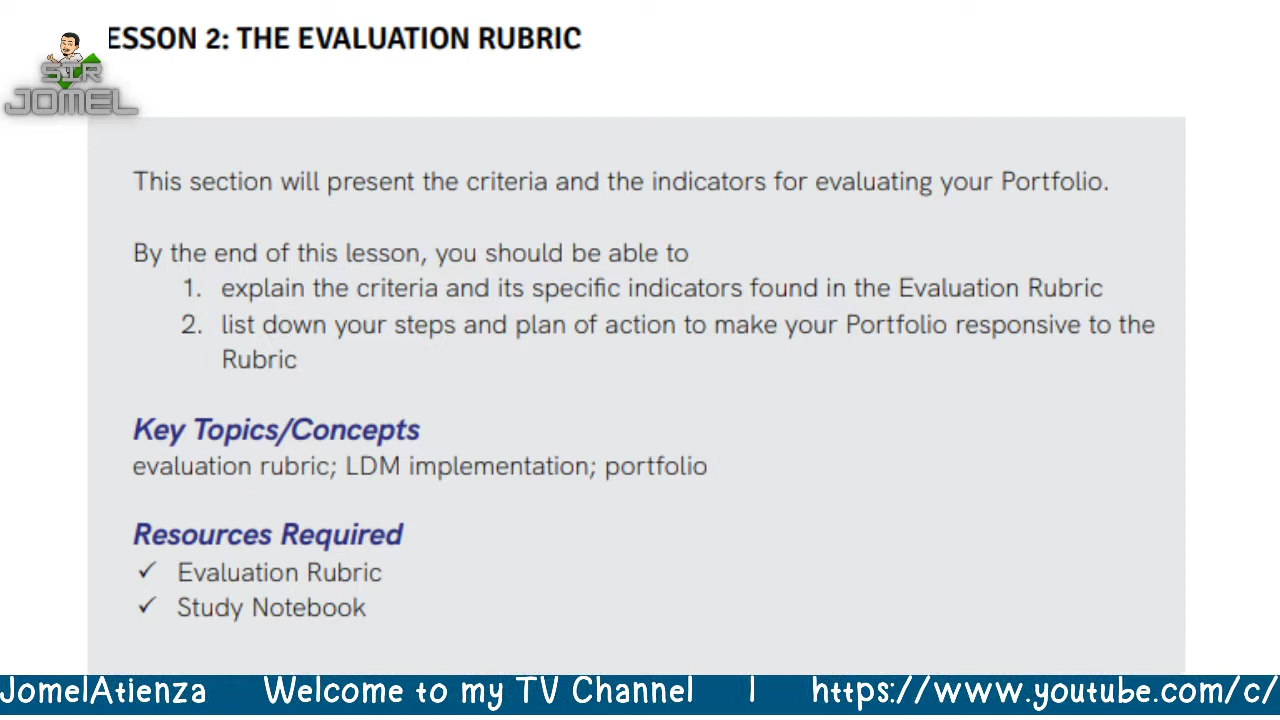 ESSON 2: THE EVALUATION RUBRIC
SIR
JOMEL
This section will present the criteria and the indicators for evaluating your Portfolio.
By the end of this lesson, you should be able to
1. explain the criteria and its specific indicators found in the Evaluation Rubric
2. list down your steps and plan of action to make your Portfolio responsive to the
Rubric
Key Topics/Concepts
evaluation rubric; LDM implementation; portfolio
Resources Required
✓ Evaluation Rubric
✓ Study Notebook
JomelAtienza Welcome to my TV Channel | https://www.youtube.com/c/